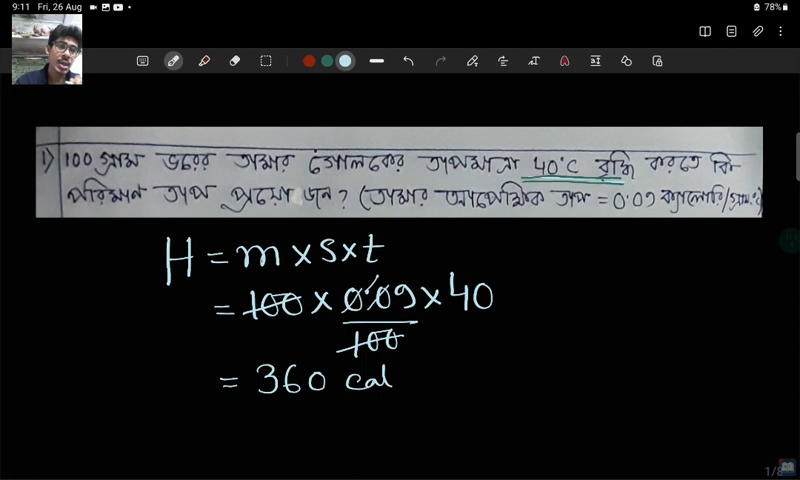 9:11 Fri, 26 Aug
78%
1) 100 গ্রাম ভরের তামার গোলকের তাপমাত্রা 40°C বৃদ্ধি করতে কি
পরিমাণ তাপ প্রয়োজন? (তামার আপেক্ষিক তাপ = 0.09 ক্যালোরি/গ্রাম.°C)
H = m × s × t
= 100 × 0.09 × 40
100
= 360 cal
1/8